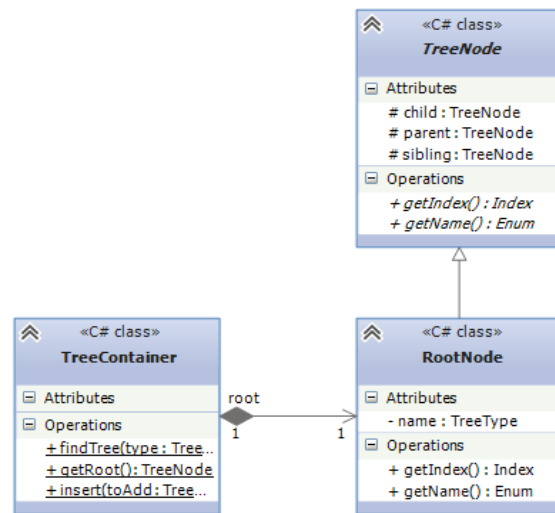 «C# class»
TreeNode
Attributes
# child : TreeNode
# parent : TreeNode
# sibling : TreeNode
Operations
+ getIndex() : Index
+ getName() : Enum
«C# class»
TreeContainer
Attributes
Operations
+ findTree(type : Tree...
+ getRoot() : TreeNode
+ insert(toAdd : Tree...
root
1
1
«C# class»
RootNode
Attributes
- name : TreeType
Operations
+ getIndex() : Index
+ getName() : Enum